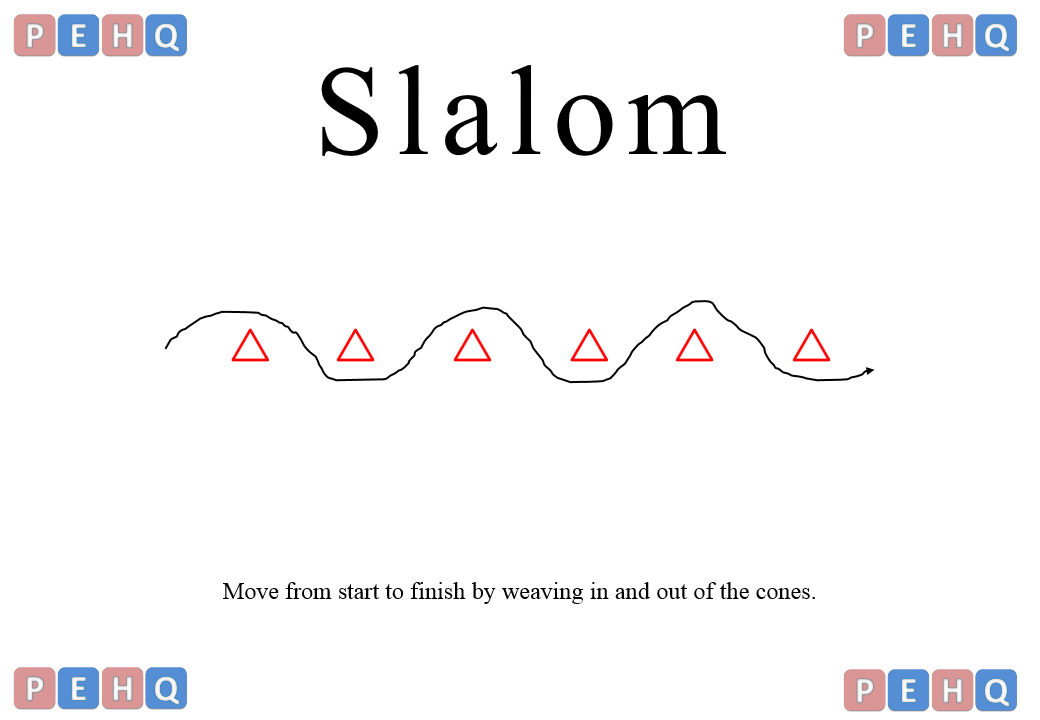 PEHQ
PEHQ
Slalom
Move from start to finish by weaving in and out of the cones.
PEHQ
PEHQ